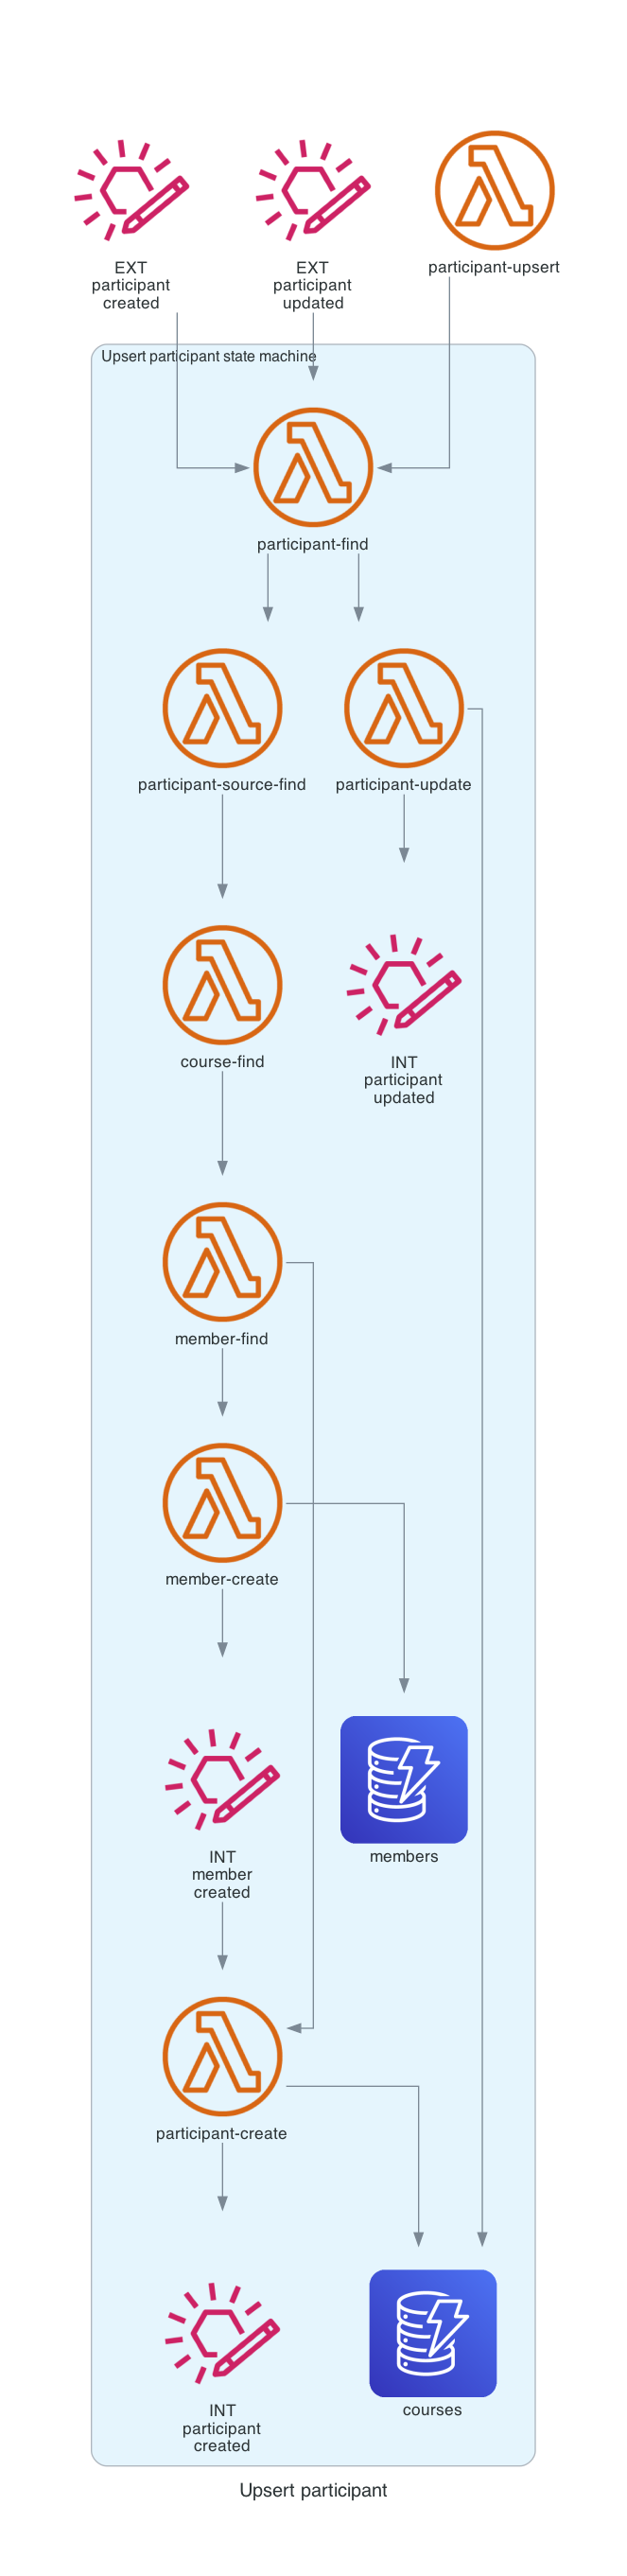 EXT
participant
created
EXT
participant
updated
participant-upsert
Upsert participant state machine
participant-find
participant-source-find
participant-update
course-find
INT
participant
updated
member-find
member-create
INT
member
created
members
participant-create
INT
participant
created
courses
Upsert participant